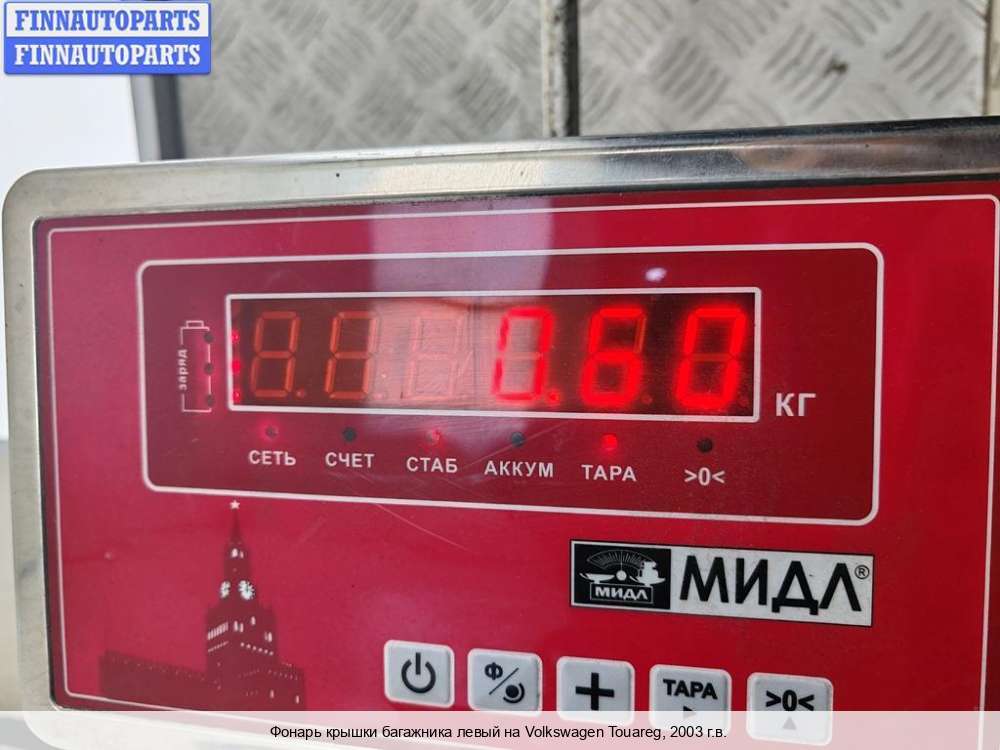 FINNAUTOPARTS
FINNAUTOPARTS
заряд
0.60
КГ
СЕТЬ СЧЕТ СТАБ АККУМ ТАРА >0<
МИДЛ
МИДЛ®
Ф
ТАРА
>0<
Фонарь крышки багажника левый на Volkswagen Touareg, 2003 г.в.